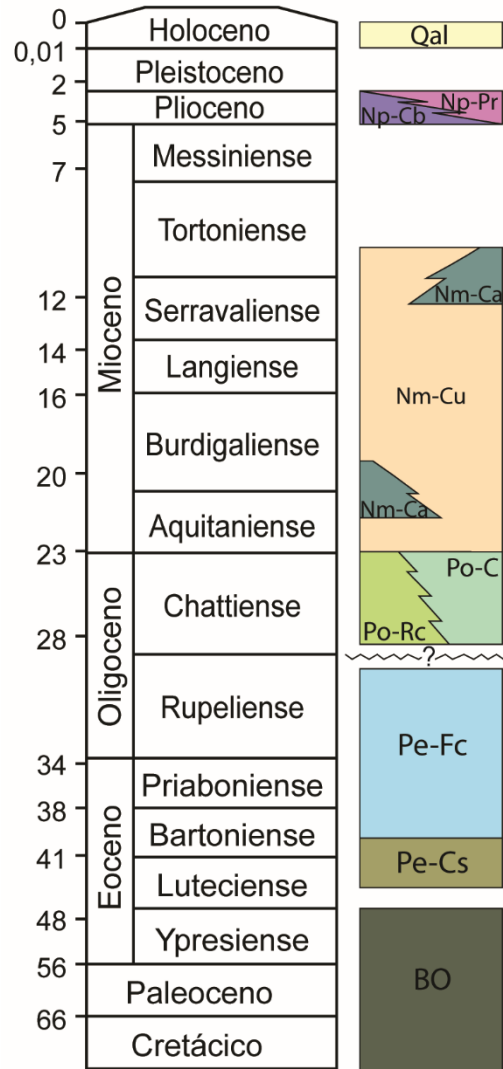 0
Holoceno
Qal
0,01
Pleistoceno
2
Plioceno
Np-Pr
Np-Cb
5
Mioceno
Messiniense
7
Tortoniense
Nm-Ca
12
Serravaliense
14
Langiense
16
Nm-Cu
Burdigaliense
20
Nm-Ca
Aquitaniense
23
Oligoceno
Chattiense
Po-C
Po-Rc
28
?
Rupeliense
Pe-Fc
34
Eoceno
Priaboniense
38
Bartoniense
Pe-Cs
41
Luteciense
48
Ypresiense
56
BO
Paleoceno
66
Cretácico